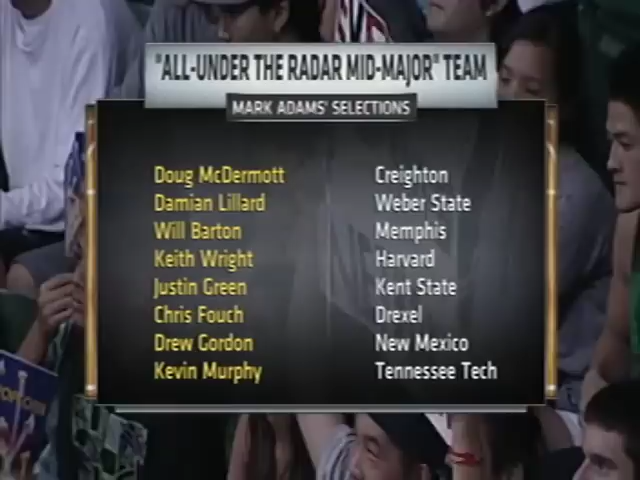 "ALL-UNDER THE RADAR MID-MAJOR" TEAM
MARK ADAMS' SELECTIONS
Doug McDermott Creighton
Damian Lillard Weber State
Will Barton Memphis
Keith Wright Harvard
Justin Green Kent State
Chris Fouch Drexel
Drew Gordon New Mexico
Kevin Murphy Tennessee Tech